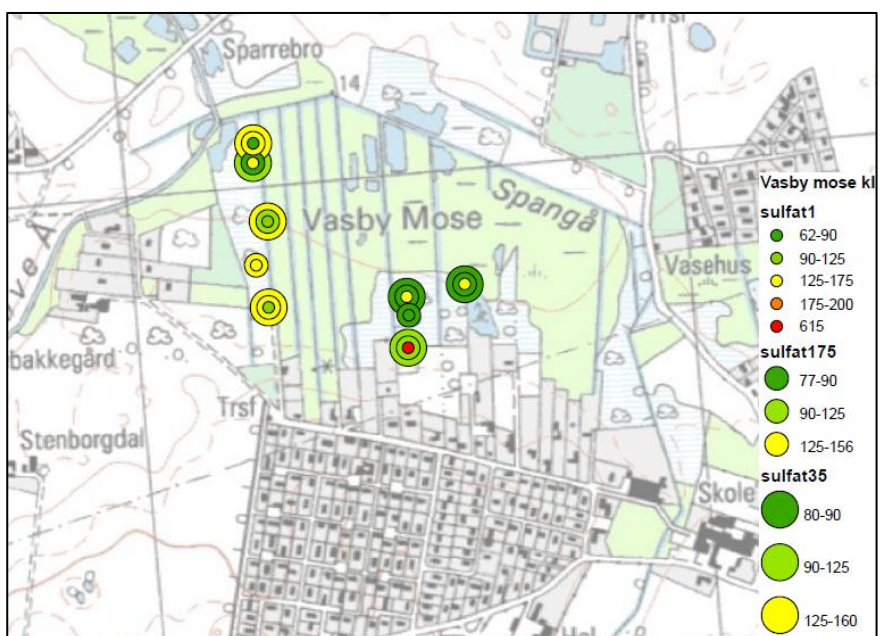 Sparrebro
Trsf
14
Vasby Mose
Spangå
Vasehus
bakkegård
Trsf
Stenborgdal
Skole
Vasby mose kl
sulfat1
62-90
90-125
125-175
175-200
615
sulfat175
77-90
90-125
125-156
sulfat35
80-90
90-125
125-160